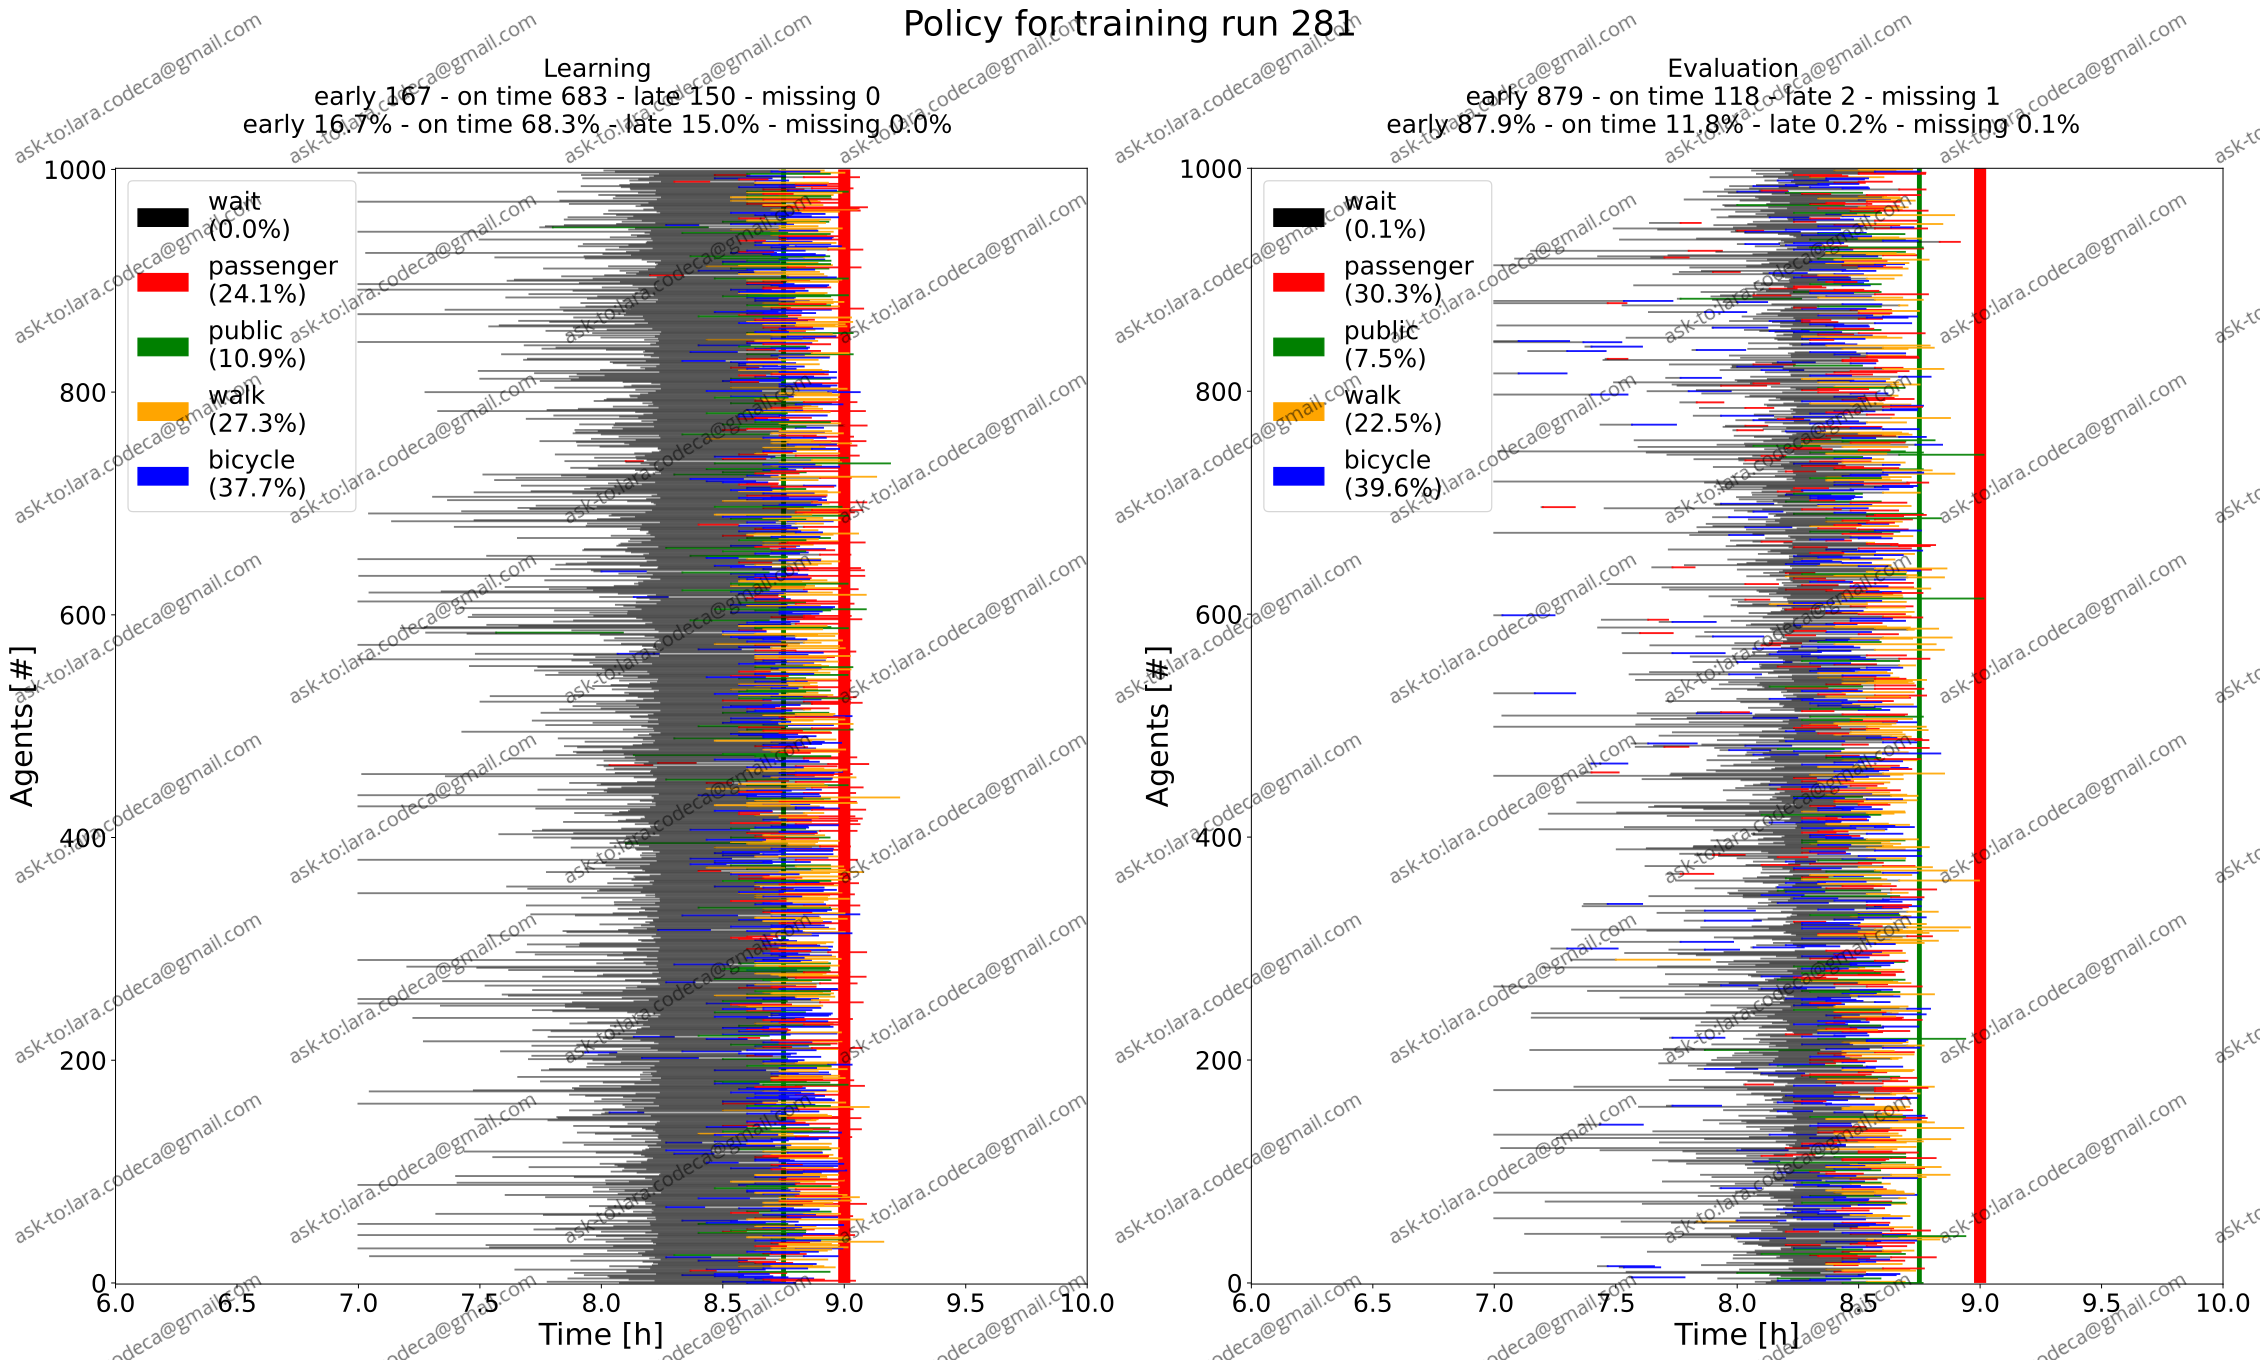 Policy for training run 281
Learning
early 167 - on time 683 - late 150 - missing 0
early 16.7% - on time 68.3% - late 15.0% - missing 0.0%
1000
800
600
400
200
0
Agents [#]
wait
(0.0%)
passenger
(24.1%)
public
(10.9%)
walk
(27.3%)
bicycle
(37.7%)
6.0 6.5 7.0 7.5 8.0 8.5 9.0 9.5 10.0
Time [h]
Evaluation
early 879 - on time 118 - late 2 - missing 1
early 87.9% - on time 11.8% - late 0.2% - missing 0.1%
1000
800
600
400
200
0
Agents [#]
wait
(0.1%)
passenger
(30.3%)
public
(7.5%)
walk
(22.5%)
bicycle
(39.6%)
6.0 6.5 7.0 7.5 8.0 8.5 9.0 9.5 10.0
Time [h]
ask-to:lara.codeca@gmail.com